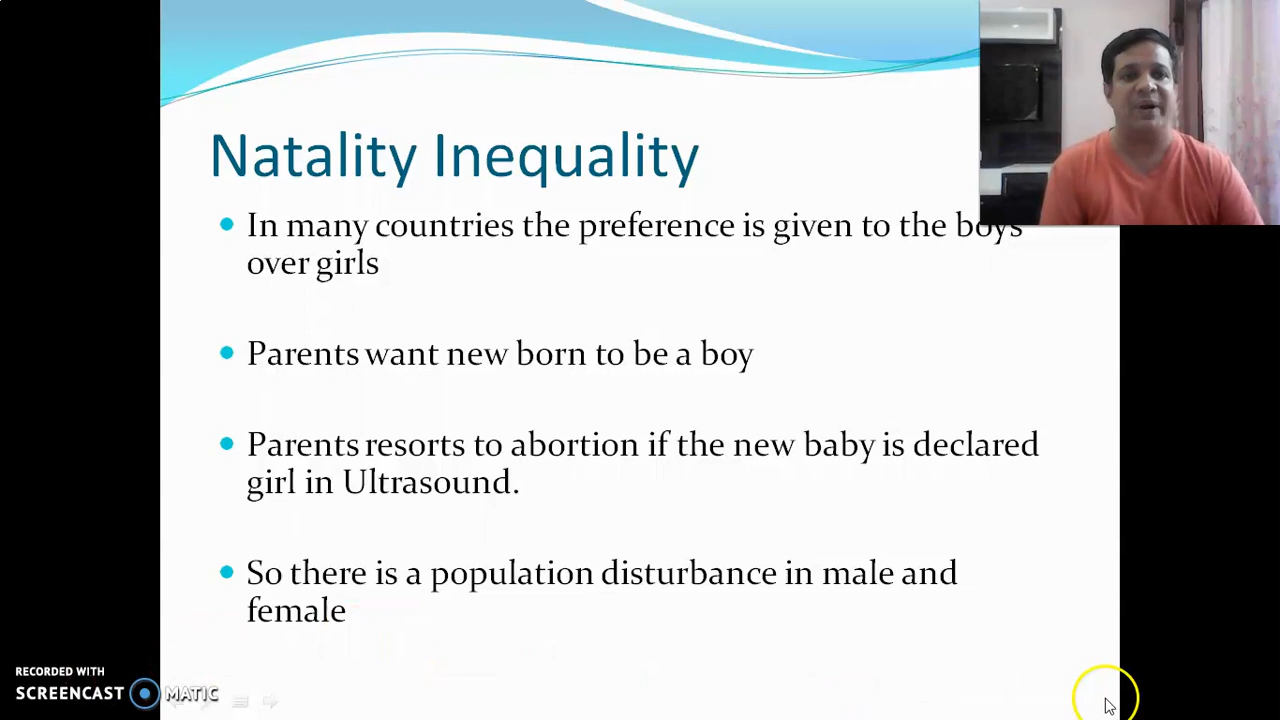 Natality Inequality
In many countries the preference is given to the boys
over girls
Parents want new born to be a boy
Parents resorts to abortion if the new baby is declared
girl in Ultrasound.
So there is a population disturbance in male and
female
RECORDED WITH
SCREENCAST MATIC